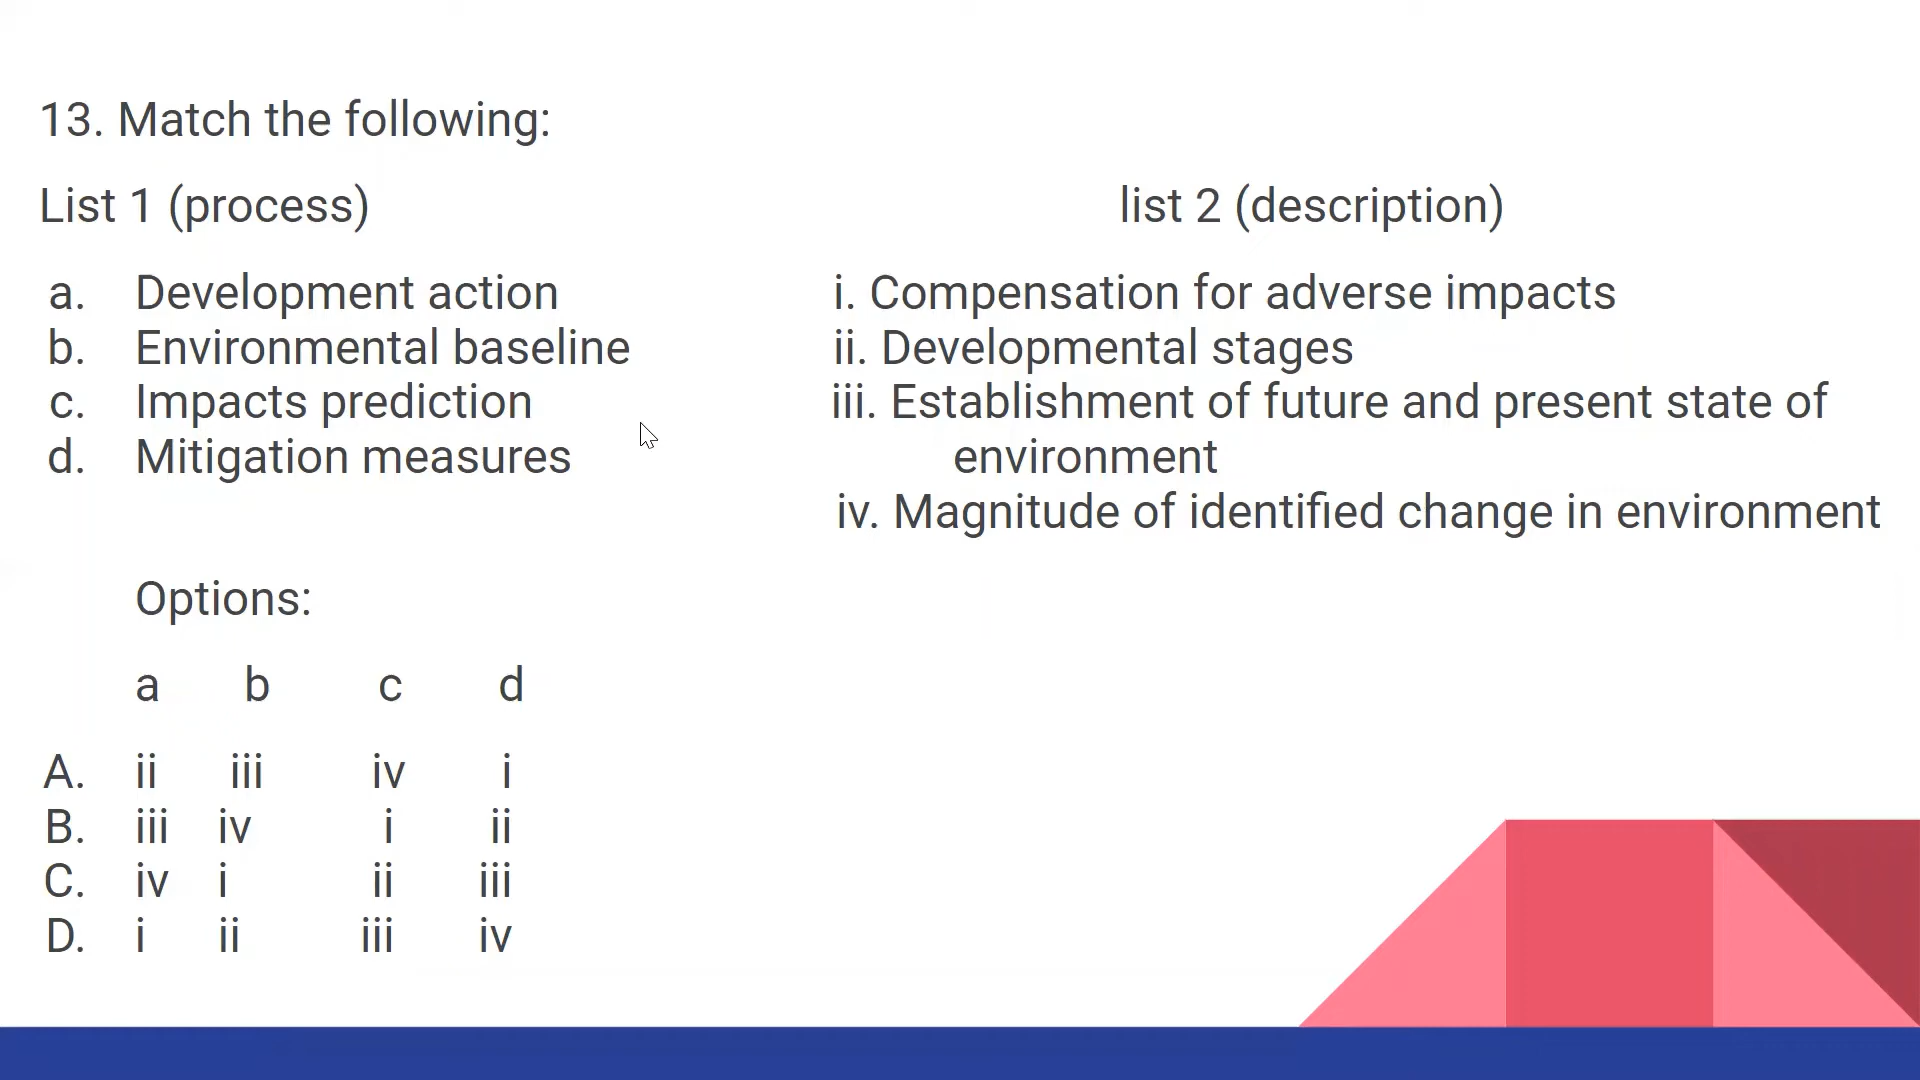 13. Match the following:
List 1 (process) list 2 (description)
a. Development action i. Compensation for adverse impacts
b. Environmental baseline ii. Developmental stages
c. Impacts prediction iii. Establishment of future and present state of
d. Mitigation measures environment
iv. Magnitude of identified change in environment
Options:
a b c d
A. ii iii iv i
B. iii iv i ii
C. iv i ii iii
D. i ii iii iv